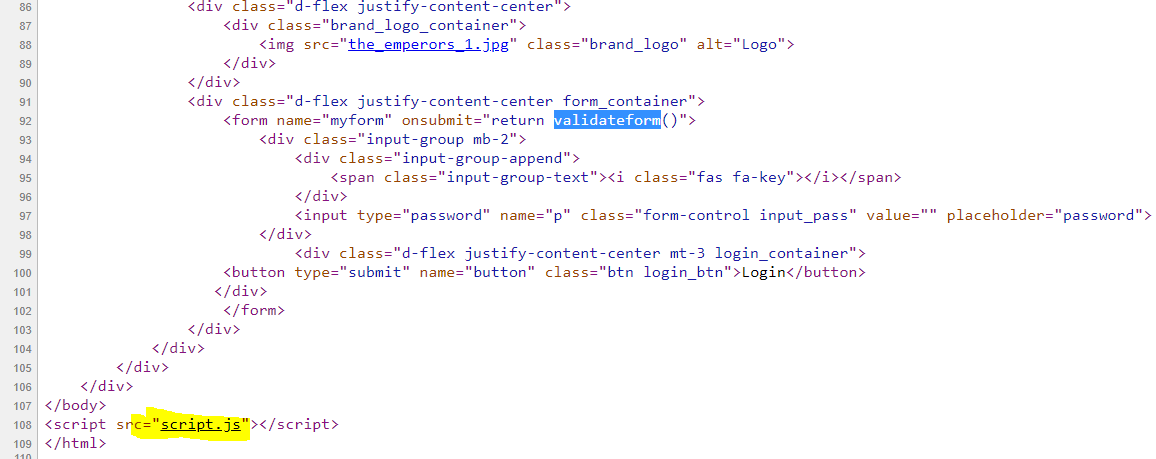 86 <div class="d-flex justify-content-center">
87 <div class="brand_logo_container">
88 <img src="the_emperors_1.jpg" class="brand_logo" alt="Logo">
89 </div>
90 </div>
91 <div class="d-flex justify-content-center form_container">
92 <form name="myform" onsubmit="return validateform()">
93 <div class="input-group mb-2">
94 <div class="input-group-append">
95 <span class="input-group-text"><i class="fas fa-key"></i></span>
96 </div>
97 <input type="password" name="p" class="form-control input_pass" value="" placeholder="password">
98 </div>
99 <div class="d-flex justify-content-center mt-3 login_container">
100 <button type="submit" name="button" class="btn login_btn">Login</button>
101 </div>
102 </form>
103 </div>
104 </div>
105 </div>
106 </div>
107 </body>
108 <script src="script.js"></script>
109 </html>
110